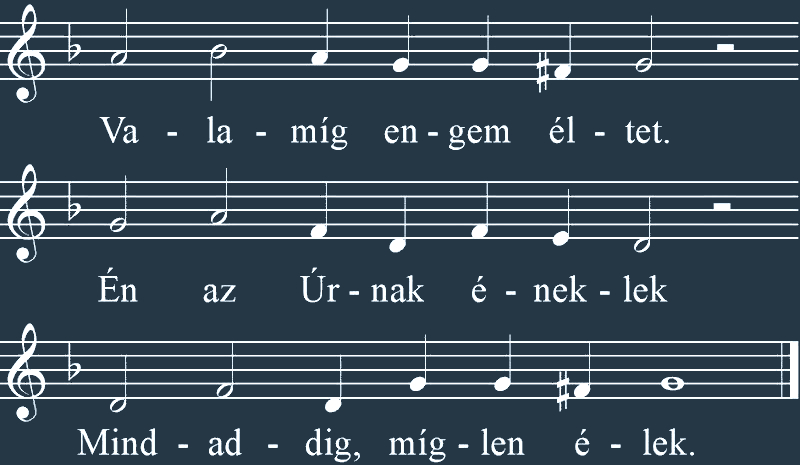 Va - la - míg en - gem él - tet.
Én az Úr - nak é - nek - lek
Mind - ad - dig, míg - len é - lek.